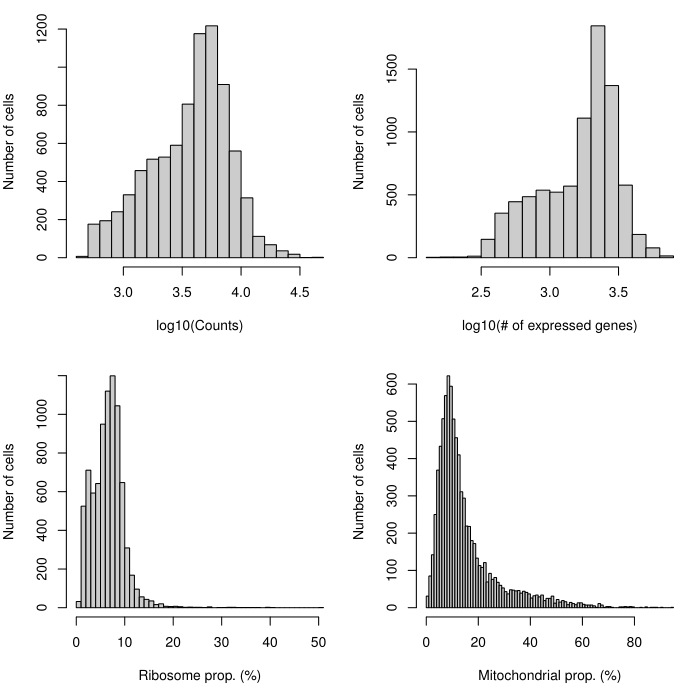 Number of cells
0 200 400 600 800 1200
3.0 3.5 4.0 4.5
log10(Counts)
Number of cells
0 500 1000 1500
2.5 3.0 3.5
log10(# of expressed genes)
Number of cells
0 200 400 600 800 1000
0 10 20 30 40 50
Ribosome prop. (%)
Number of cells
0 100 200 300 400 500 600
0 20 40 60 80
Mitochondrial prop. (%)